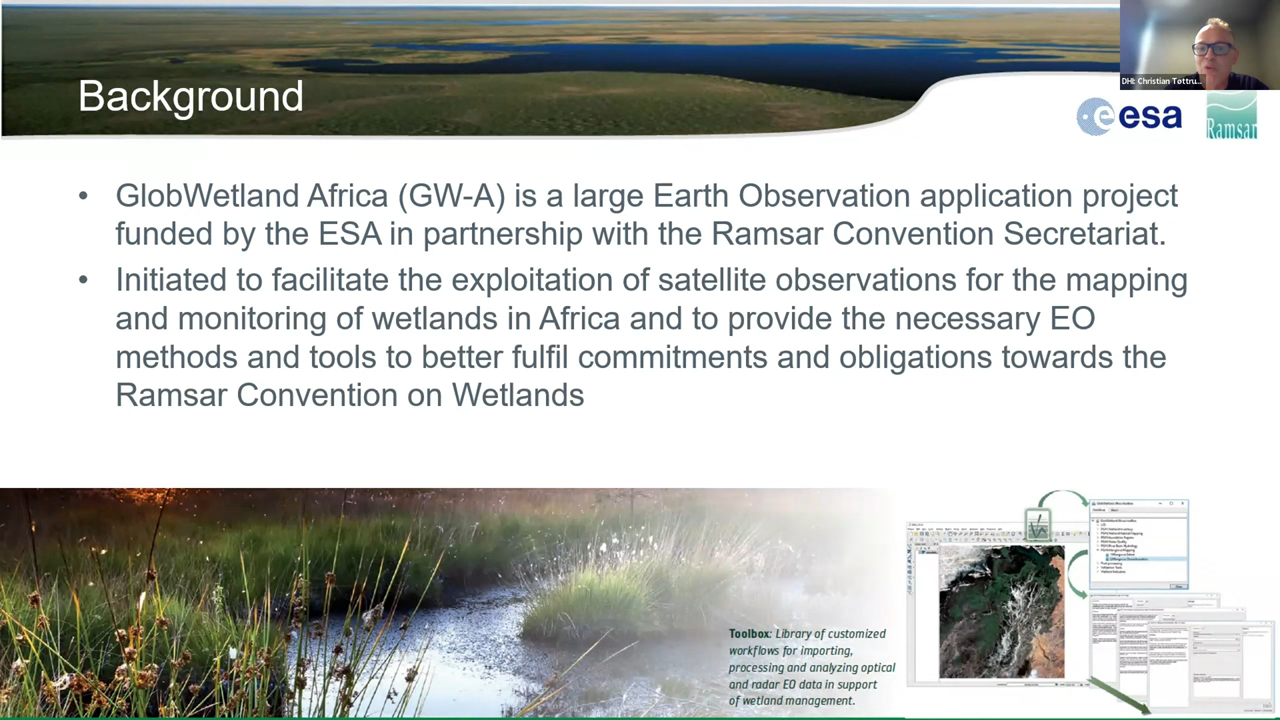 DHI: Christian Tøttru...
Background
esa
Ramsar
• GlobWetland Africa (GW-A) is a large Earth Observation application project
funded by the ESA in partnership with the Ramsar Convention Secretariat.
• Initiated to facilitate the exploitation of satellite observations for the mapping
and monitoring of wetlands in Africa and to provide the necessary EO
methods and tools to better fulfil commitments and obligations towards the
Ramsar Convention on Wetlands
Toolbox: Library of customized
workflows for importing,
processing and analyzing optical
and radar EO data in support
of wetland management.